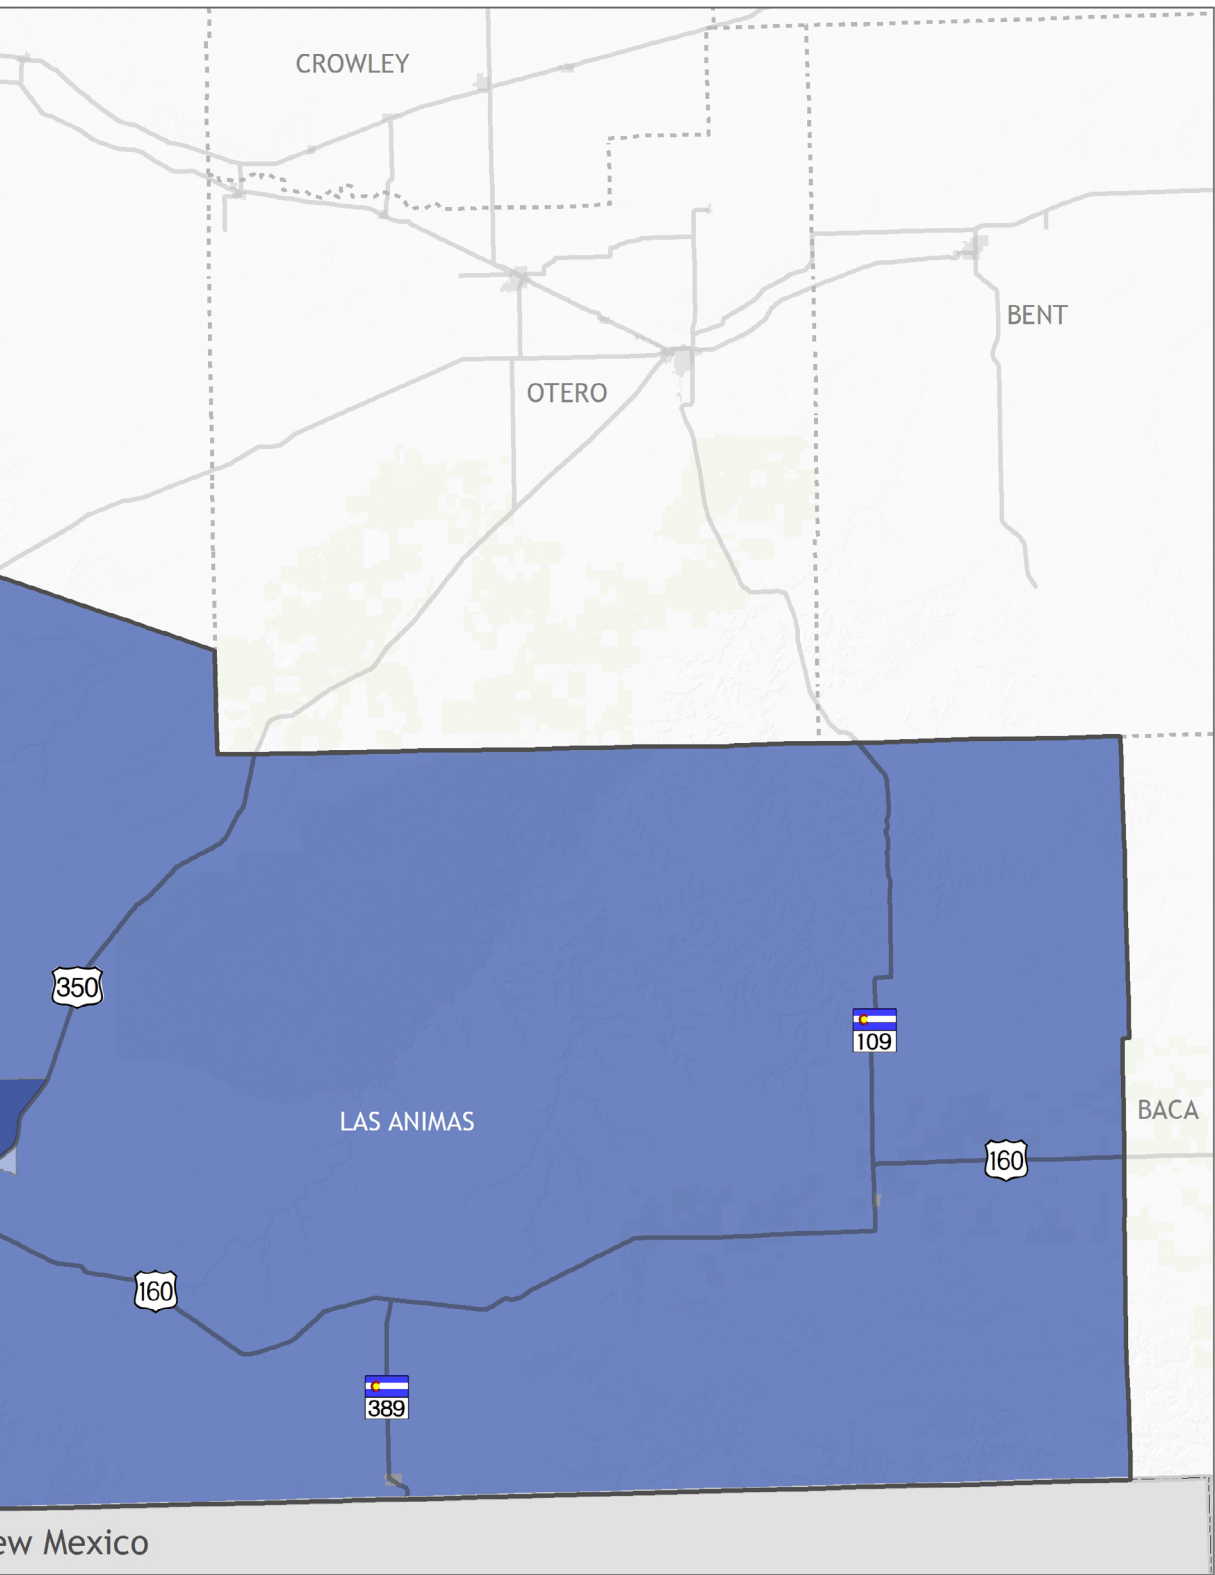 CROWLEY
BENT
OTERO
350
109
BACA
LAS ANIMAS
160
160
389
ew Mexico